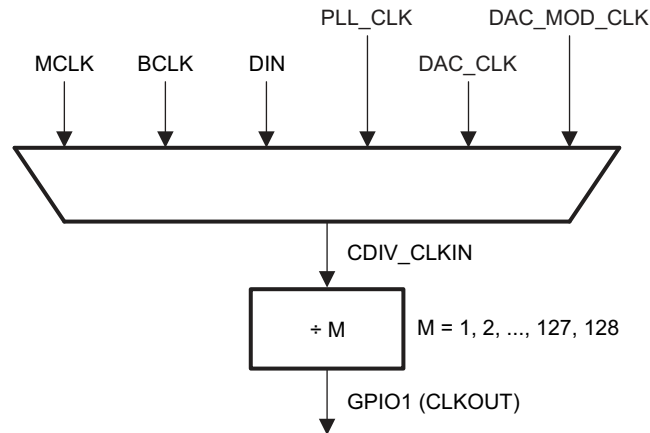 PLL_CLK
DAC_MOD_CLK
MCLK
BCLK
DIN
DAC_CLK
CDIV_CLKIN
÷ M
M = 1, 2, ..., 127, 128
GPIO1 (CLKOUT)